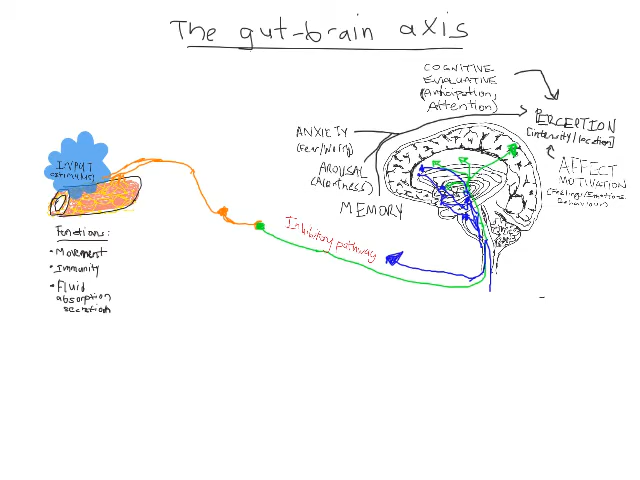 The gut-brain axis
COGNITIVE
EVALUATIVE
(Anticipation,
Attention)
PERCEPTION
[intensity/location]
ANXIETY
(Fear/Worry)
AROUSAL
(Alertness)
MEMORY
AFFECT
MOTIVATION
(Feelings/Emotions
Behaviour)
INPUT
(stimulus)
Inhibitory pathway
Functions:
• Movement
• Immunity
• Fluid
absorption
secretion